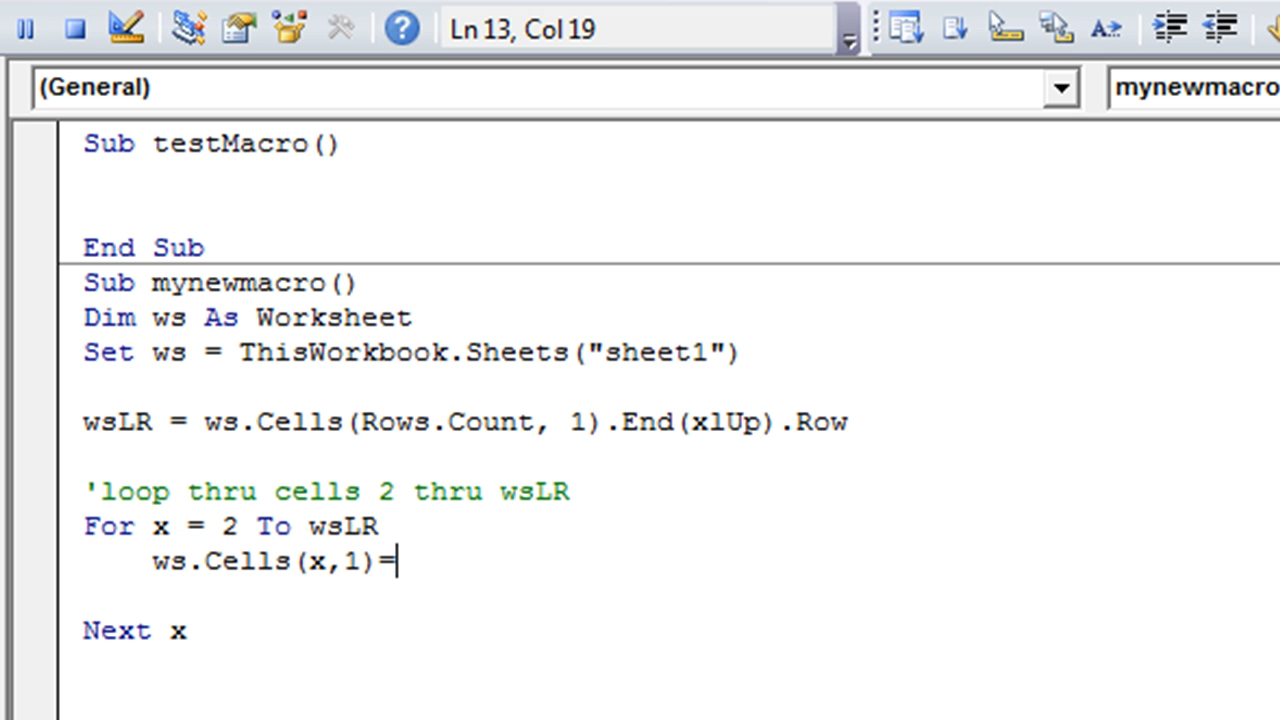 Ln 13, Col 19
(General)
mynewmacro
Sub testMacro()
End Sub
Sub mynewmacro()
Dim ws As Worksheet
Set ws = ThisWorkbook.Sheets("sheet1")
wsLR = ws.Cells(Rows.Count, 1).End(xlUp).Row
'loop thru cells 2 thru wsLR
For x = 2 To wsLR
ws.Cells(x,1)=
Next x